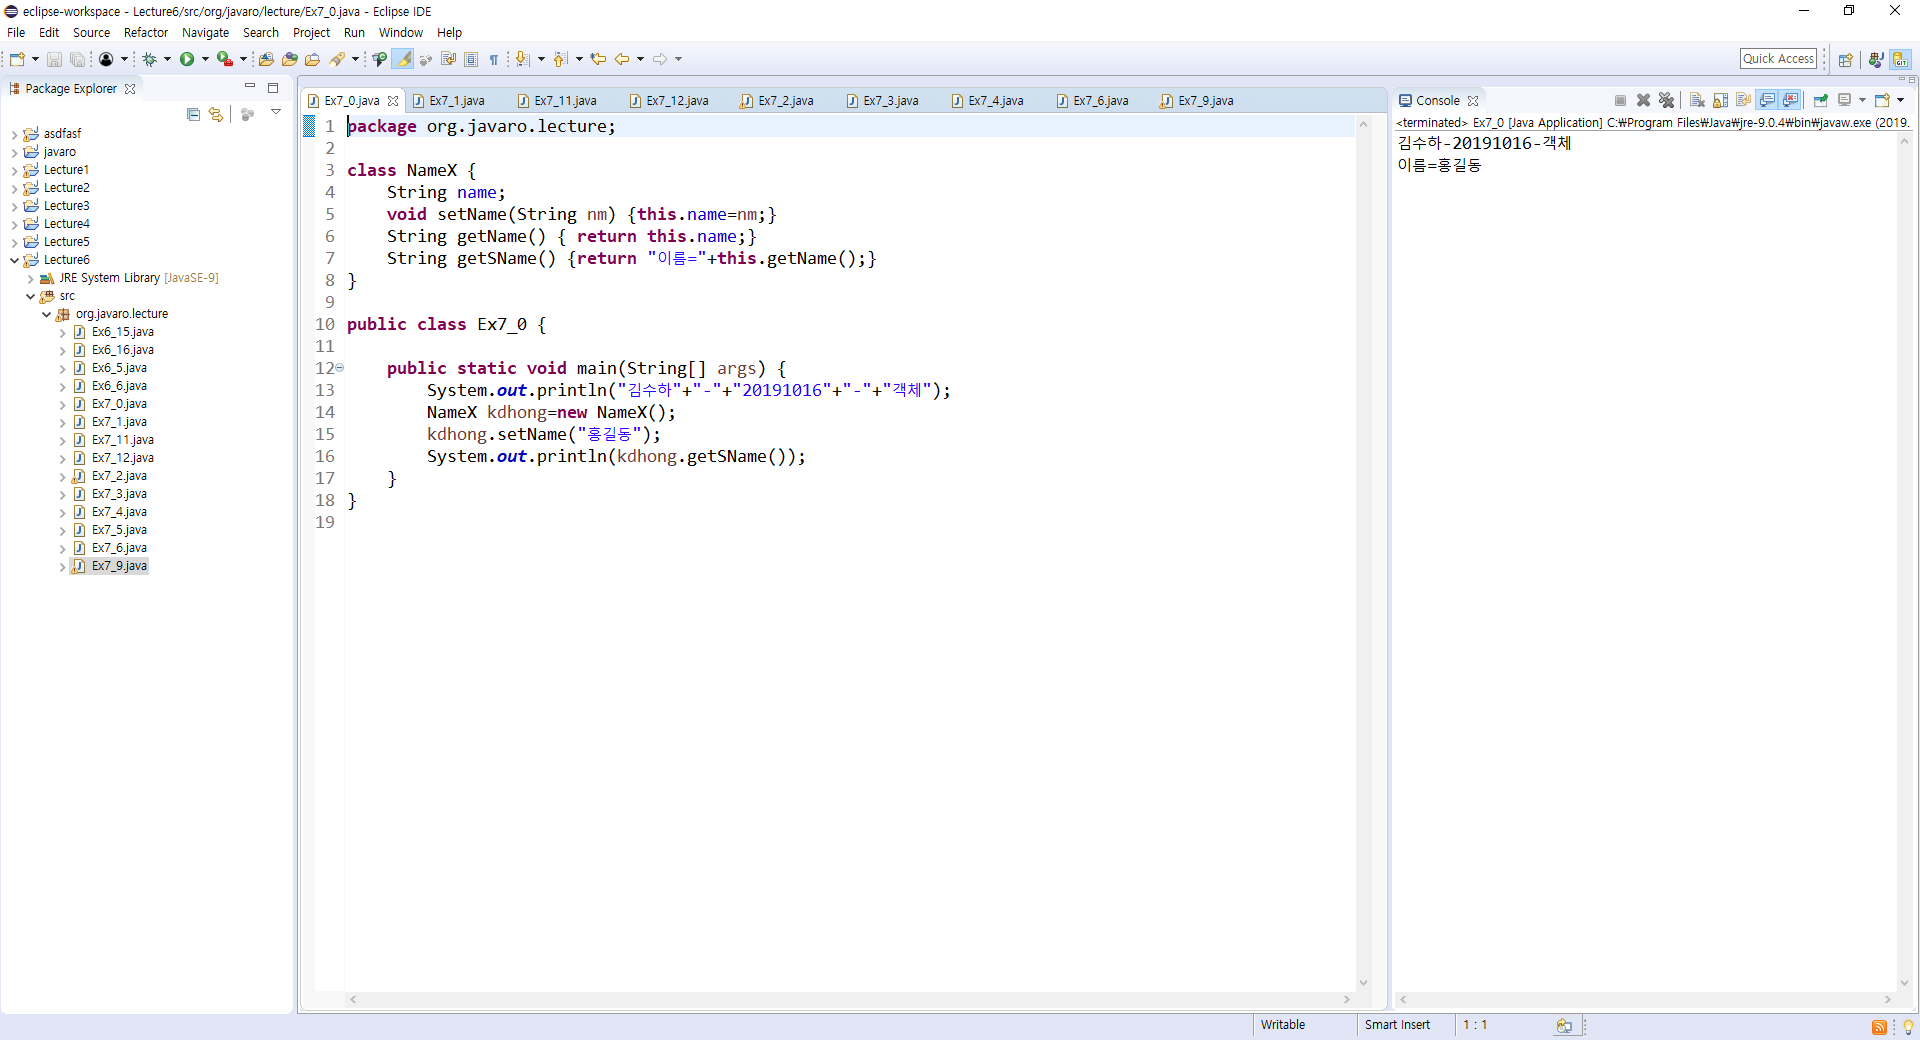 eclipse-workspace - Lecture6/src/org/javaro/lecture/Ex7_0.java - Eclipse IDE
File Edit Source Refactor Navigate Search Project Run Window Help
Quick Access
Package Explorer
asdfasf
javaro
Lecture1
Lecture2
Lecture3
Lecture4
Lecture5
Lecture6
JRE System Library [JavaSE-9]
src
org.javaro.lecture
Ex6_15.java
Ex6_16.java
Ex6_5.java
Ex6_6.java
Ex7_0.java
Ex7_1.java
Ex7_11.java
Ex7_12.java
Ex7_2.java
Ex7_3.java
Ex7_4.java
Ex7_5.java
Ex7_6.java
Ex7_9.java
Ex7_0.java Ex7_1.java Ex7_11.java Ex7_12.java Ex7_2.java Ex7_3.java Ex7_4.java Ex7_6.java Ex7_9.java
1 package org.javaro.lecture;
2
3 class NameX {
4 String name;
5 void setName(String nm) {this.name=nm;}
6 String getName() { return this.name;}
7 String getSName() {return "이름="+this.getName();}
8 }
9
10 public class Ex7_0 {
11
12 public static void main(String[] args) {
13 System.out.println("김수하"+"-"+"20191016"+"-"+"객체");
14 NameX kdhong=new NameX();
15 kdhong.setName("홍길동");
16 System.out.println(kdhong.getSName());
17 }
18 }
19
Console
<terminated> Ex7_0 [Java Application] C:₩Program Files₩Java₩jre-9.0.4₩bin₩javaw.exe (2019.
김수하-20191016-객체
이름=홍길동
Writable Smart Insert 1 : 1